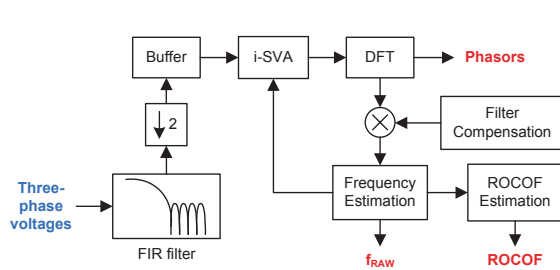 Buffer
i-SVA
DFT
Phasors
2
Filter
Compensation
Three-
phase
voltages
FIR filter
Frequency
Estimation
ROCOF
Estimation
fRAW
ROCOF